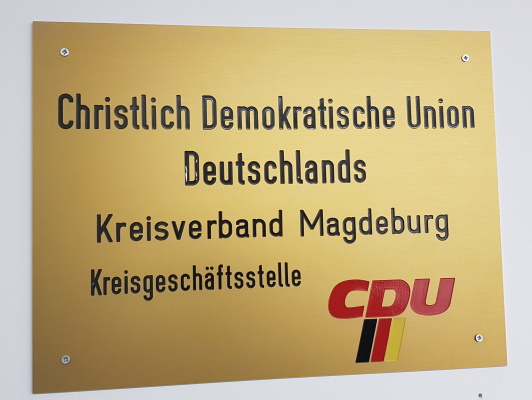 Christlich Demokratische Union
Deutschlands
Kreisverband Magdeburg
Kreisgeschäftsstelle
CDU